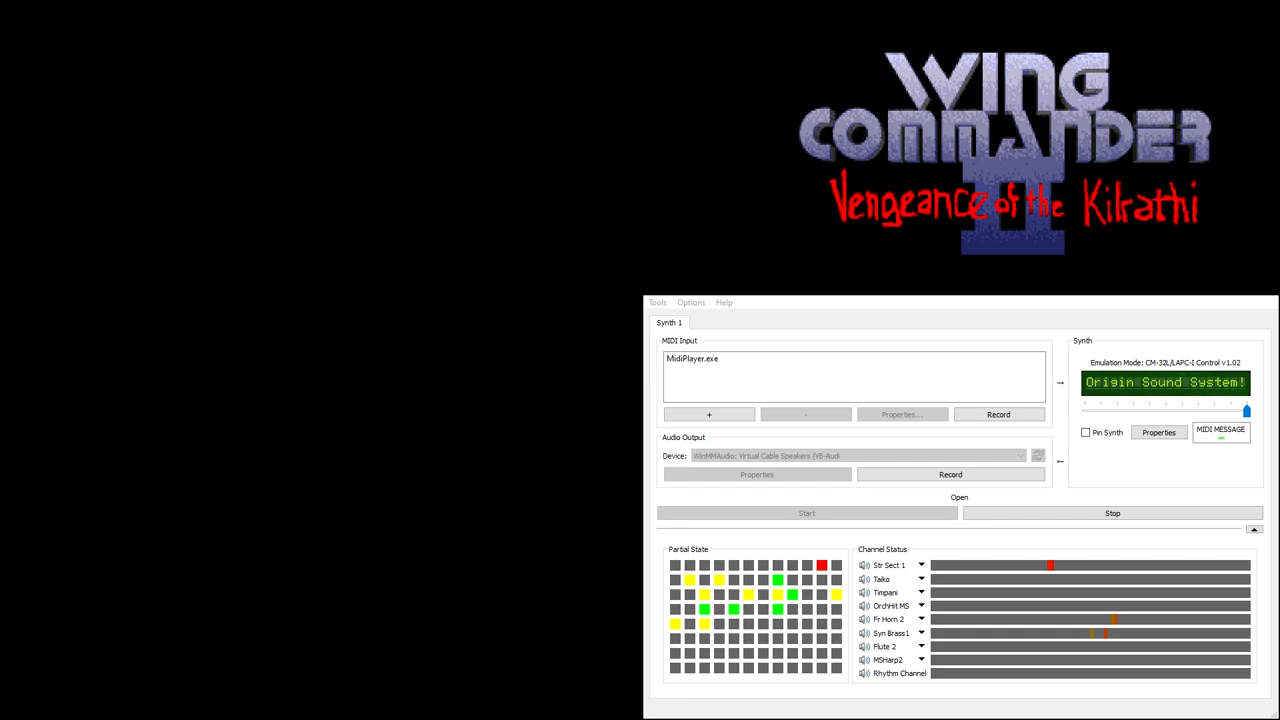 WING
COMMANDER
II
Vengeance of the Kilrathi
Tools Options Help
Synth 1
MIDI Input
MidiPlayer.exe
+ - Properties... Record
Synth
Emulation Mode: CM-32L/LAPC-I Control v1.02
Origin Sound System!
Pin Synth Properties MIDI MESSAGE
Audio Output
Device: WinMMAudio: Virtual Cable Speakers (VB-Audi
Properties Record
Open
Start Stop
Partial State
Channel Status
Str Sect 1
Taiko
Timpani
OrchHit MS
Fr Horn 2
Syn Brass1
Flute 2
MSHarp2
Rhythm Channel